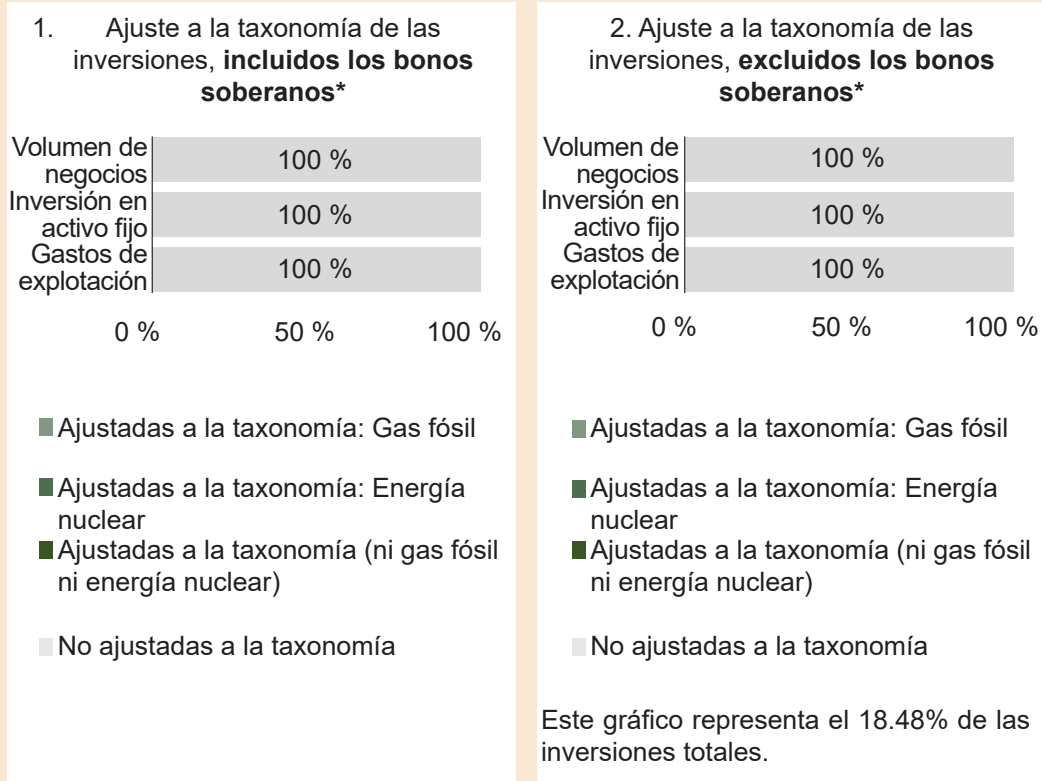 1. Ajuste a la taxonomía de las
inversiones, incluidos los bonos
soberanos*
Volumen de
negocios
100 %
Inversión en
activo fijo
100 %
Gastos de
explotación
100 %
0 % 50 % 100 %
Ajustadas a la taxonomía: Gas fósil
Ajustadas a la taxonomía: Energía
nuclear
Ajustadas a la taxonomía (ni gas fósil
ni energía nuclear)
No ajustadas a la taxonomía
2. Ajuste a la taxonomía de las
inversiones, excluidos los bonos
soberanos*
Volumen de
negocios
100 %
Inversión en
activo fijo
100 %
Gastos de
explotación
100 %
0 % 50 % 100 %
Ajustadas a la taxonomía: Gas fósil
Ajustadas a la taxonomía: Energía
nuclear
Ajustadas a la taxonomía (ni gas fósil
ni energía nuclear)
No ajustadas a la taxonomía
Este gráfico representa el 18.48% de las
inversiones totales.